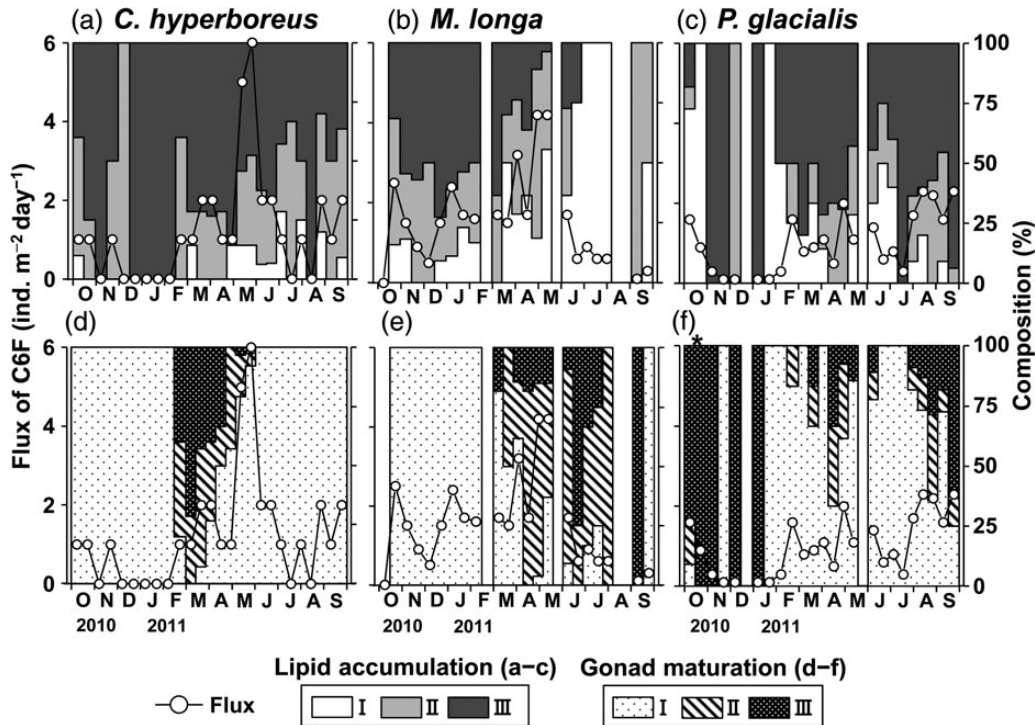 (a) C. hyperboreus (b) M. longa (c) P. glacialis
6 100
4 75
50
2 25
0 0
O N D J F M A M J J A S O N D J F M A M J J A S O N D J F M A M J J A S
(d) (e) (f)
Flux of C6F (ind. m⁻² day⁻¹)
Composition (%)
6 * 100
4 75
50
2 25
0 0
O N D J F M A M J J A S O N D J F M A M J J A S O N D J F M A M J J A S
2010 2011 2010 2011 2010 2011
Lipid accumulation (a−c) Gonad maturation (d−f)
Flux I II III I II III